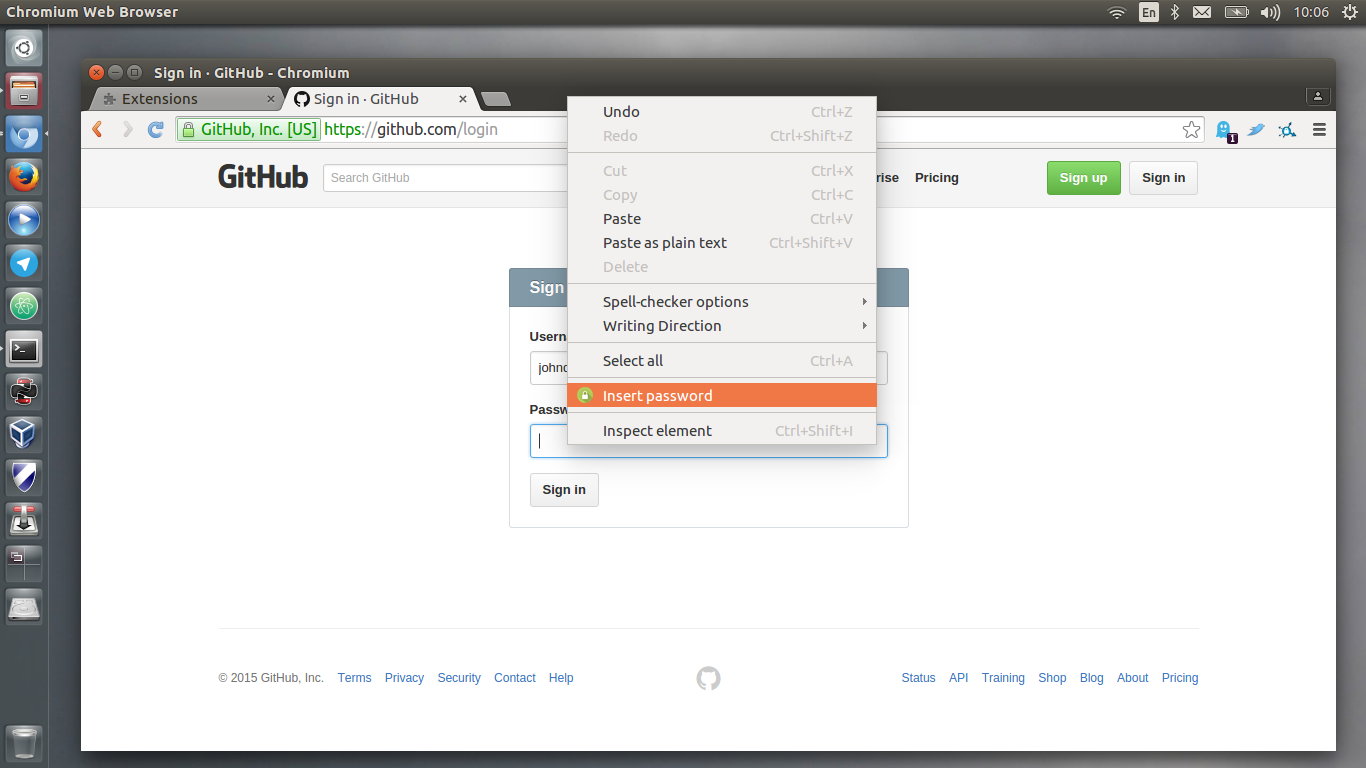 Chromium Web Browser
En
10:06
Sign in · GitHub - Chromium
Extensions
Sign in · GitHub
GitHub, Inc. [US] https://github.com/login
1
GitHub
Search GitHub
Pricing
Sign up
Sign in
Undo Ctrl+Z
Redo Ctrl+Shift+Z
Cut Ctrl+X
Copy Ctrl+C
Paste Ctrl+V
Paste as plain text Ctrl+Shift+V
Delete
Spell-checker options
Writing Direction
Select all Ctrl+A
Insert password
Inspect element Ctrl+Shift+I
Sign
Sign in
© 2015 GitHub, Inc. Terms Privacy Security Contact Help
Status API Training Shop Blog About Pricing